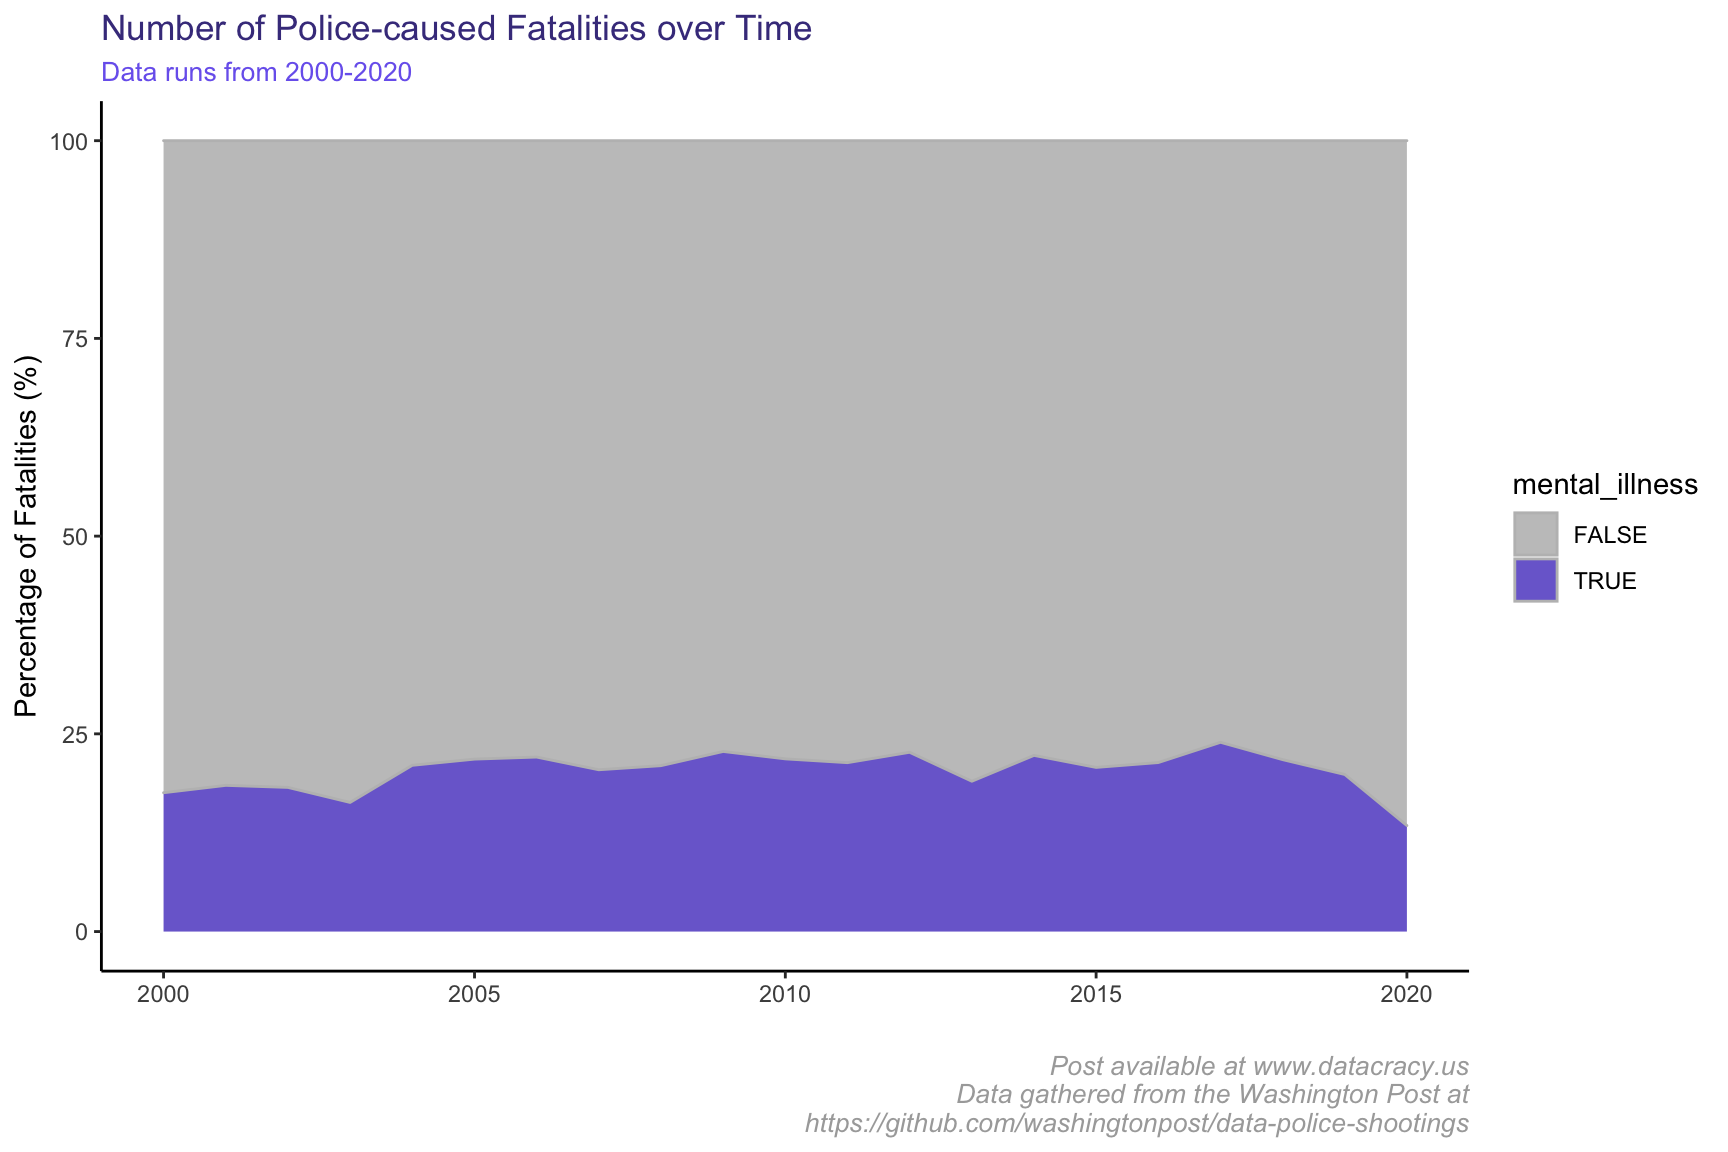 Number of Police-caused Fatalities over Time
Data runs from 2000-2020
Percentage of Fatalities (%)
100
75
50
25
0
2000
2005
2010
2015
2020
mental_illness
FALSE
TRUE
Post available at www.datacracy.us
Data gathered from the Washington Post at
https://github.com/washingtonpost/data-police-shootings